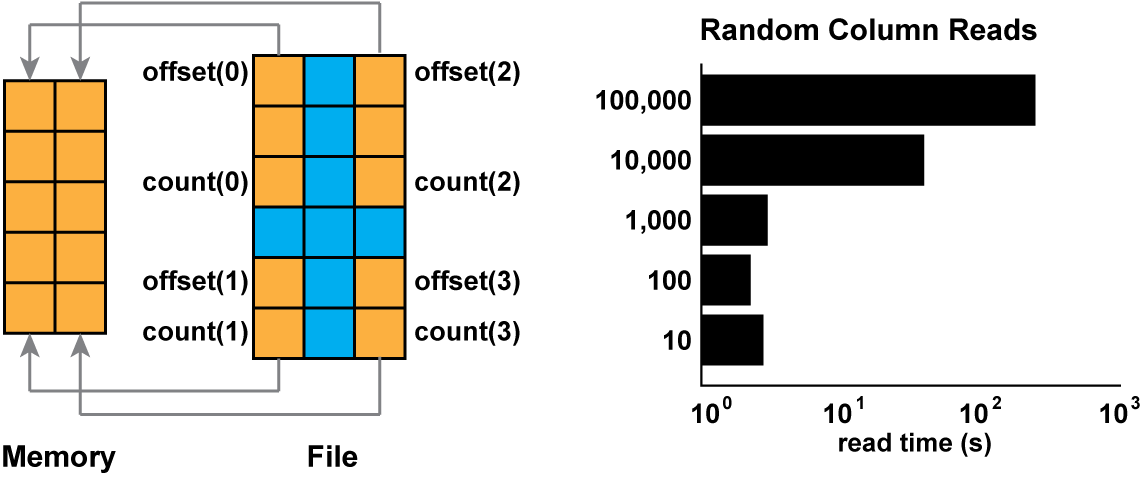 offset(0)
offset(2)
count(0)
count(2)
offset(1)
offset(3)
count(1)
count(3)
Memory
File
Random Column Reads
100,000
10,000
1,000
100
10
10^0 10^1 10^2 10^3
read time (s)